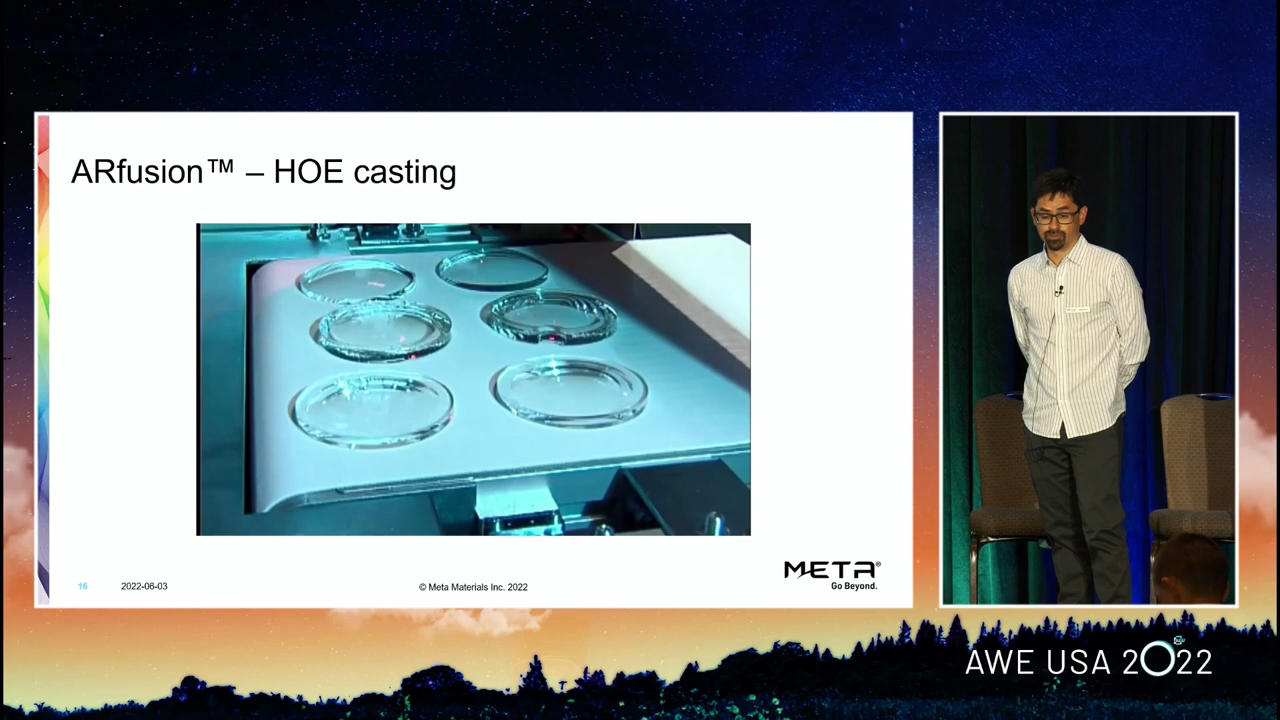 ARfusion™ – HOE casting
META®
Go Beyond.
16
2022-06-03
© Meta Materials Inc. 2022
AWE USA 2022